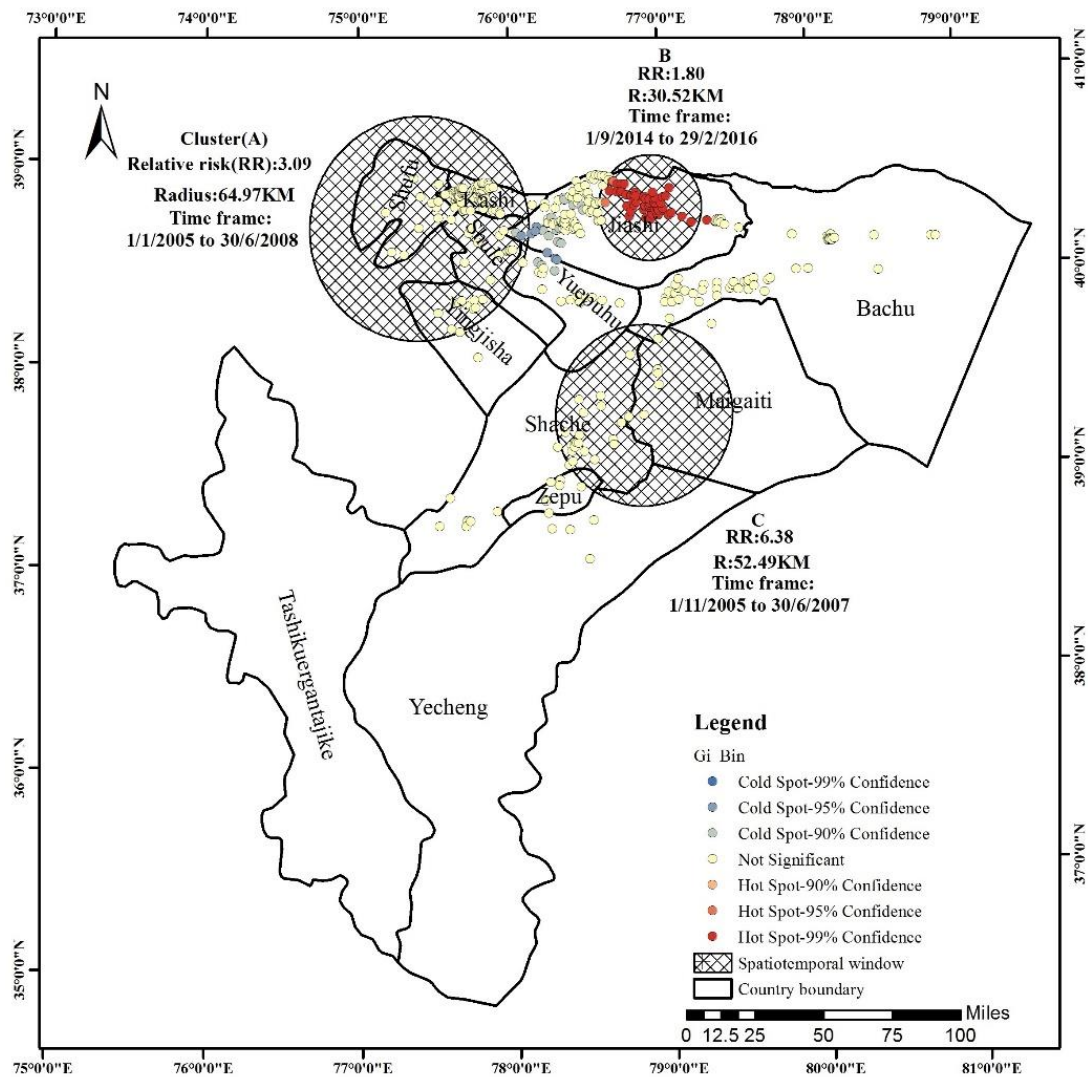 73°0'0"E 74°0'0"E 75°0'0"E 76°0'0"E 77°0'0"E 78°0'0"E 79°0'0"E
41°0'0"N
40°0'0"N
39°0'0"N
38°0'0"N
37°0'0"N
39°0'0"N
38°0'0"N
37°0'0"N
36°0'0"N
35°0'0"N
N
B
RR:1.80
R:30.52KM
Time frame:
1/9/2014 to 29/2/2016
Cluster(A)
Relative risk(RR):3.09
Radius:64.97KM
Time frame:
1/1/2005 to 30/6/2008
Shufu
Kashi
Shule
Jiashi
Yuepuhu
Yingjisha
Bachu
Maigaiti
Shache
Zepu
C
RR:6.38
R:52.49KM
Time frame:
1/11/2005 to 30/6/2007
Tashikuergantajike
Yecheng
Legend
Gi_Bin
Cold Spot-99% Confidence
Cold Spot-95% Confidence
Cold Spot-90% Confidence
Not Significant
Hot Spot-90% Confidence
Hot Spot-95% Confidence
Hot Spot-99% Confidence
Spatiotemporal window
Country boundary
Miles
0 12.5 25 50 75 100
75°0'0"E 76°0'0"E 77°0'0"E 78°0'0"E 79°0'0"E 80°0'0"E 81°0'0"E